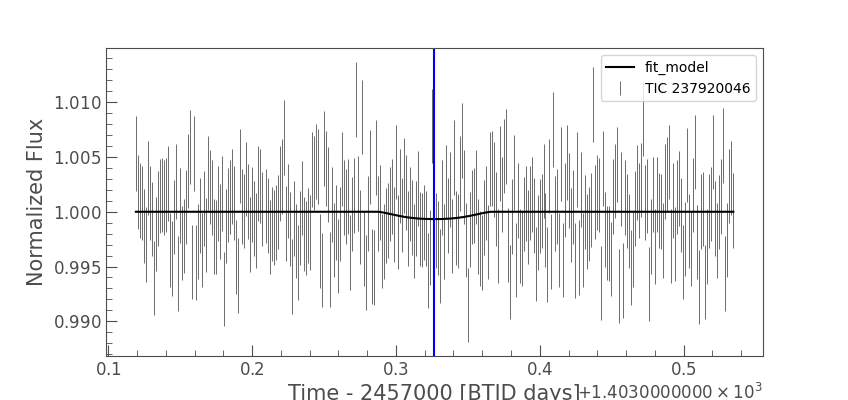 fit_model
TIC 237920046
Normalized Flux
1.010
1.005
1.000
0.995
0.990
0.1 0.2 0.3 0.4 0.5
Time - 2457000 [BTJD days]
+1.4030000000 × 10³